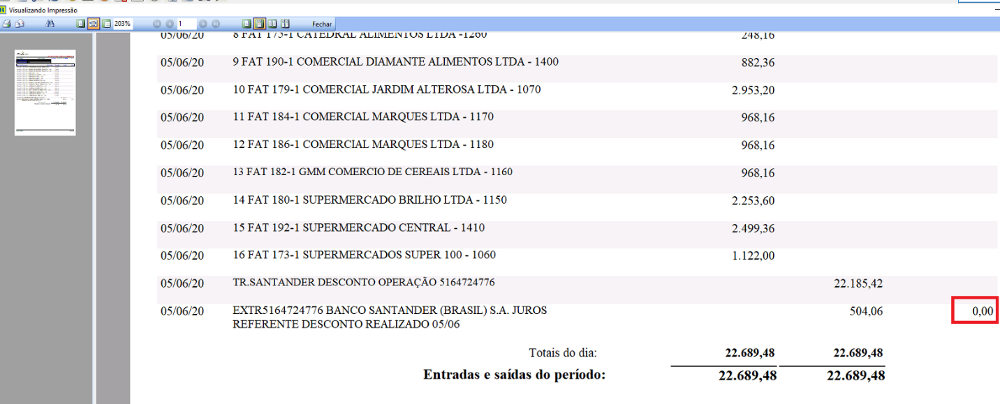 Visualizando Impressão
203%
1
Fechar
05/06/20 8 FAT 175-1 CATEDRAL ALIMENTOS LTDA -1260 248,16
05/06/20 9 FAT 190-1 COMERCIAL DIAMANTE ALIMENTOS LTDA - 1400 882,36
05/06/20 10 FAT 179-1 COMERCIAL JARDIM ALTEROSA LTDA - 1070 2.953,20
05/06/20 11 FAT 184-1 COMERCIAL MARQUES LTDA - 1170 968,16
05/06/20 12 FAT 186-1 COMERCIAL MARQUES LTDA - 1180 968,16
05/06/20 13 FAT 182-1 GMM COMERCIO DE CEREAIS LTDA - 1160 968,16
05/06/20 14 FAT 180-1 SUPERMERCADO BRILHO LTDA - 1150 2.253,60
05/06/20 15 FAT 192-1 SUPERMERCADO CENTRAL - 1410 2.499,36
05/06/20 16 FAT 173-1 SUPERMERCADOS SUPER 100 - 1060 1.122,00
05/06/20 TR.SANTANDER DESCONTO OPERAÇÃO 5164724776 22.185,42
05/06/20 EXTR5164724776 BANCO SANTANDER (BRASIL) S.A. JUROS 504,06 0,00
REFERENTE DESCONTO REALIZADO 05/06
Totais do dia: 22.689,48 22.689,48
Entradas e saídas do período: 22.689,48 22.689,48